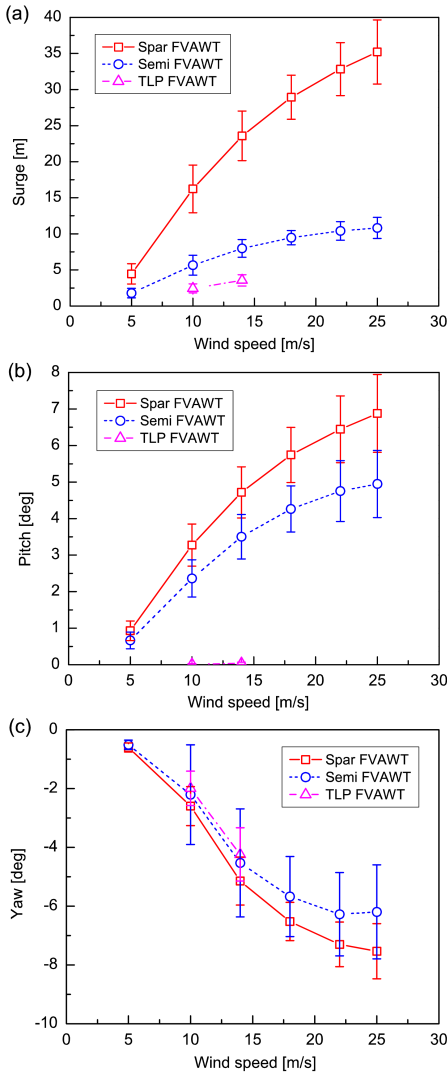 (a)
40
35
30
25
20
15
10
5
0
Surge [m]
Spar FVAWT
Semi FVAWT
TLP FVAWT
0 5 10 15 20 25 30
Wind speed [m/s]
(b)
8
7
6
5
4
3
2
1
0
Pitch [deg]
Spar FVAWT
Semi FVAWT
TLP FVAWT
0 5 10 15 20 25 30
Wind speed [m/s]
(c)
0
-2
-4
-6
-8
-10
Yaw [deg]
Spar FVAWT
Semi FVAWT
TLP FVAWT
0 5 10 15 20 25 30
Wind speed [m/s]